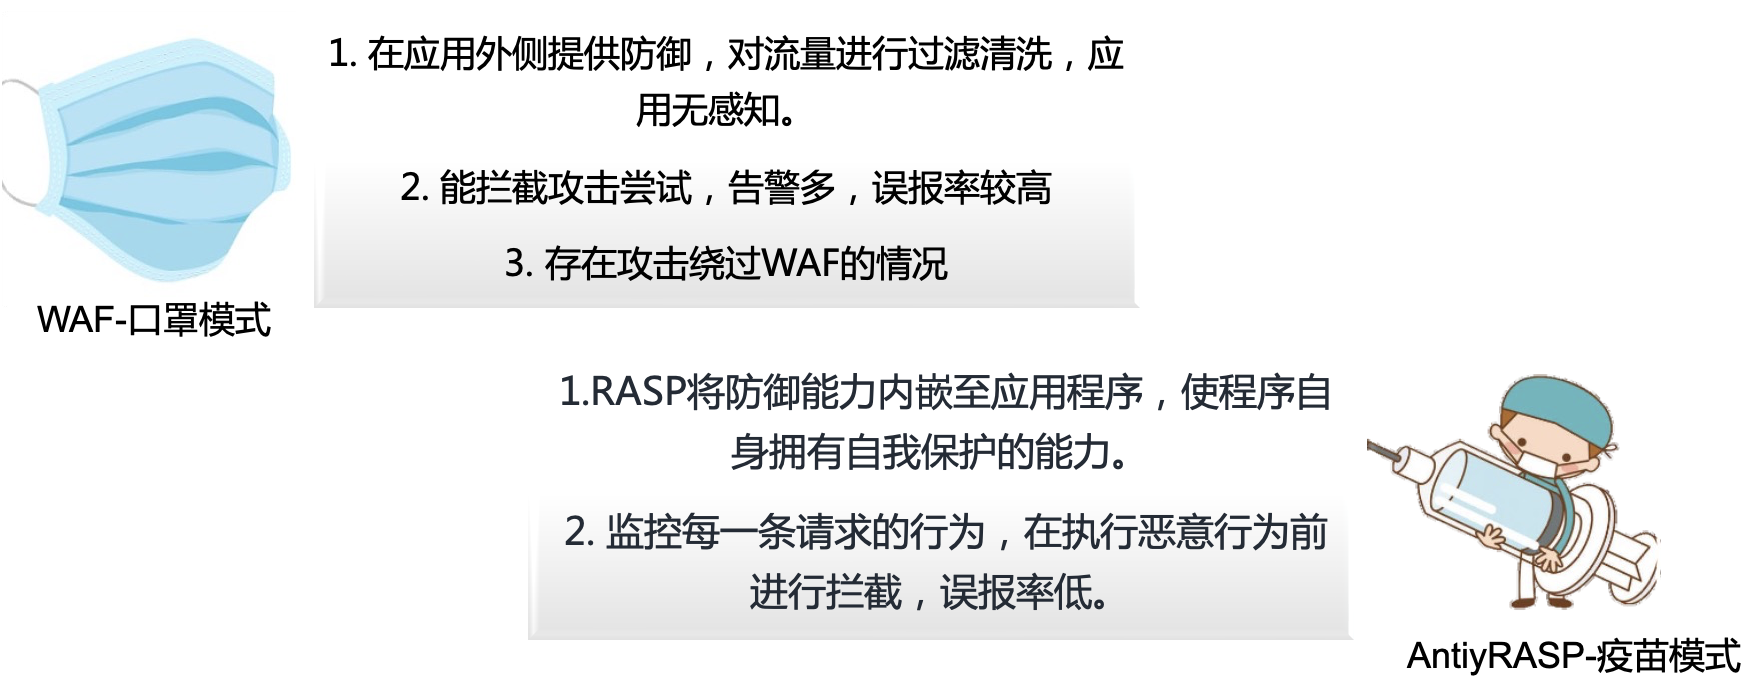 1. 在应用外侧提供防御，对流量进行过滤清洗，应
用无感知。
2. 能拦截攻击尝试，告警多，误报率较高
3. 存在攻击绕过WAF的情况
WAF-口罩模式
1.RASP将防御能力内嵌至应用程序，使程序自
身拥有自我保护的能力。
2. 监控每一条请求的行为，在执行恶意行为前
进行拦截，误报率低。
AntiyRASP-疫苗模式